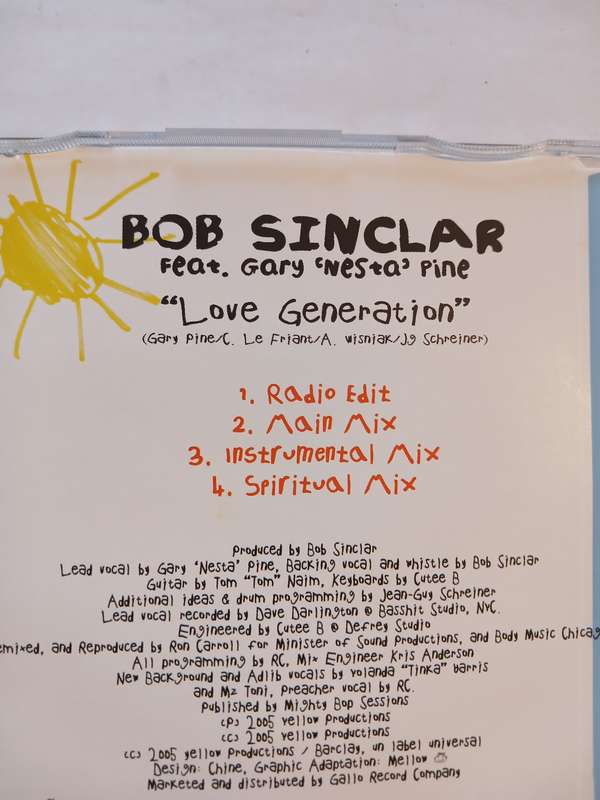 BOB SINCLAR
Feat. Gary 'Nesta' Pine
"Love Generation"
(Gary Pine/C. Le Friant/A. Wisniak/JG Schreiner)
1. Radio Edit
2. Main Mix
3. Instrumental Mix
4. Spiritual Mix
Produced by Bob Sinclar
Lead vocal by Gary 'Nesta' Pine, Backing vocal and whistle by Bob Sinclar
Guitar by Tom "Tom" Naim, Keyboards by Cutee B
Additional ideas & drum programming by Jean-Guy Schreiner
Lead vocal recorded by Dave Darlington @ Basshit Studio, NYC.
Engineered by Cutee B @ Defrey Studio
emixed, and Reproduced by Ron Carroll for Minister of Sound Productions, and Body Music Chicag
All programming by RC, Mix Engineer Kris Anderson
New Background and Adlib vocals by Yolanda "Tinka" Barris
and Mz Toni, Preacher vocal by RC.
Published by Mighty Bop Sessions
(P) 2005 Yellow Productions
(C) 2005 Yellow Productions
(C) 2005 Yellow Productions / Barclay, un label universal
Design: Chine, Graphic Adaptation: Mellow
Marketed and distributed by Gallo Record Company